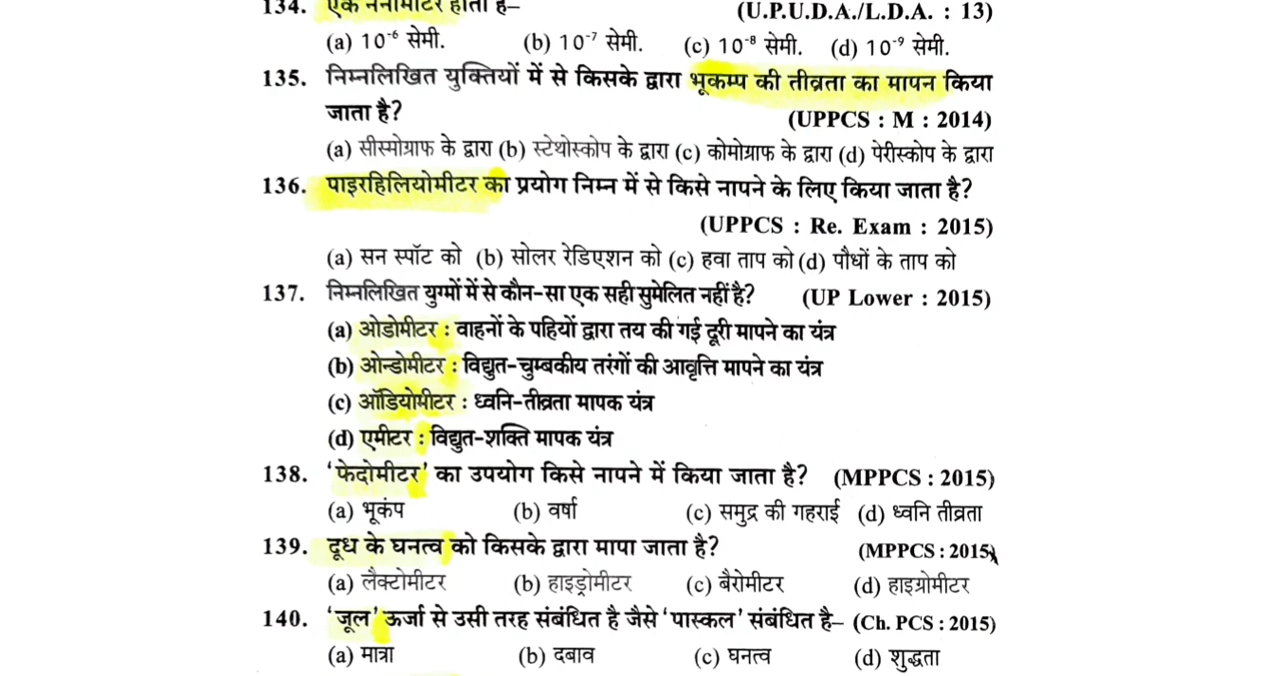 134. एक नैनोमीटर होता है–
(U.P.U.D.A./L.D.A. : 13)
(a) 10⁻⁶ सेमी. (b) 10⁻⁷ सेमी. (c) 10⁻⁸ सेमी. (d) 10⁻⁹ सेमी.
135. निम्नलिखित युक्तियों में से किसके द्वारा भूकम्प की तीव्रता का मापन किया
जाता है? (UPPCS : M : 2014)
(a) सीस्मोग्राफ के द्वारा (b) स्टेथोस्कोप के द्वारा (c) कोमोग्राफ के द्वारा (d) पेरीस्कोप के द्वारा
136. पाइरहिलियोमीटर का प्रयोग निम्न में से किसे नापने के लिए किया जाता है?
(UPPCS : Re. Exam : 2015)
(a) सन स्पॉट को (b) सोलर रेडिएशन को (c) हवा ताप को (d) पौधों के ताप को
137. निम्नलिखित युग्मों में से कौन-सा एक सही सुमेलित नहीं है? (UP Lower : 2015)
(a) ओडोमीटर : वाहनों के पहियों द्वारा तय की गई दूरी मापने का यंत्र
(b) ओन्डोमीटर : विद्युत-चुम्बकीय तरंगों की आवृत्ति मापने का यंत्र
(c) ऑडियोमीटर : ध्वनि-तीव्रता मापक यंत्र
(d) एमीटर : विद्युत-शक्ति मापक यंत्र
138. ‘फेदोमीटर’ का उपयोग किसे नापने में किया जाता है? (MPPCS : 2015)
(a) भूकंप (b) वर्षा (c) समुद्र की गहराई (d) ध्वनि तीव्रता
139. दूध के घनत्व को किसके द्वारा मापा जाता है? (MPPCS : 2015)
(a) लैक्टोमीटर (b) हाइड्रोमीटर (c) बैरोमीटर (d) हाइग्रोमीटर
140. ‘जूल’ ऊर्जा से उसी तरह संबंधित है जैसे ‘पास्कल’ संबंधित है– (Ch. PCS : 2015)
(a) मात्रा (b) दबाव (c) घनत्व (d) शुद्धता